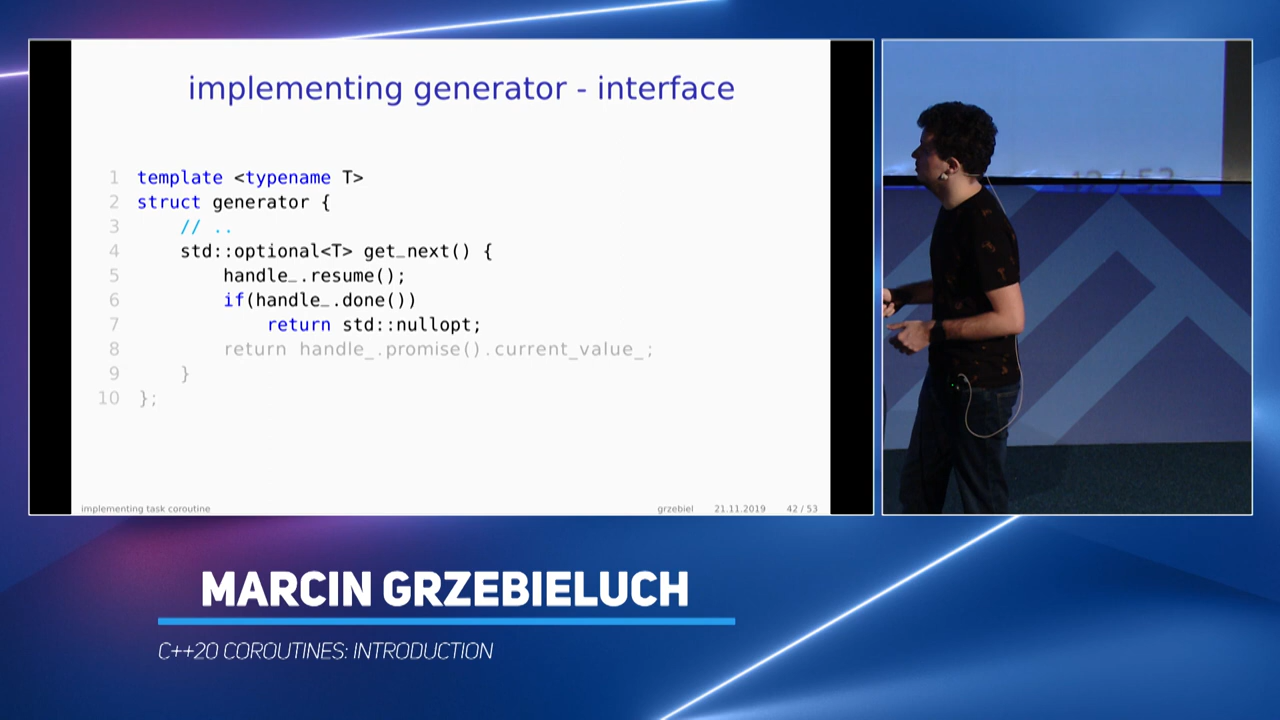 implementing generator - interface
1 template <typename T>
2 struct generator {
3 // ..
4 std::optional<T> get_next() {
5 handle_.resume();
6 if(handle_.done())
7 return std::nullopt;
8 return handle_.promise().current_value_;
9 }
10 };
implementing task coroutine grzebiel 21.11.2019 42 / 53
12 / 53
MARCIN GRZEBIELUCH
C++20 COROUTINES: INTRODUCTION